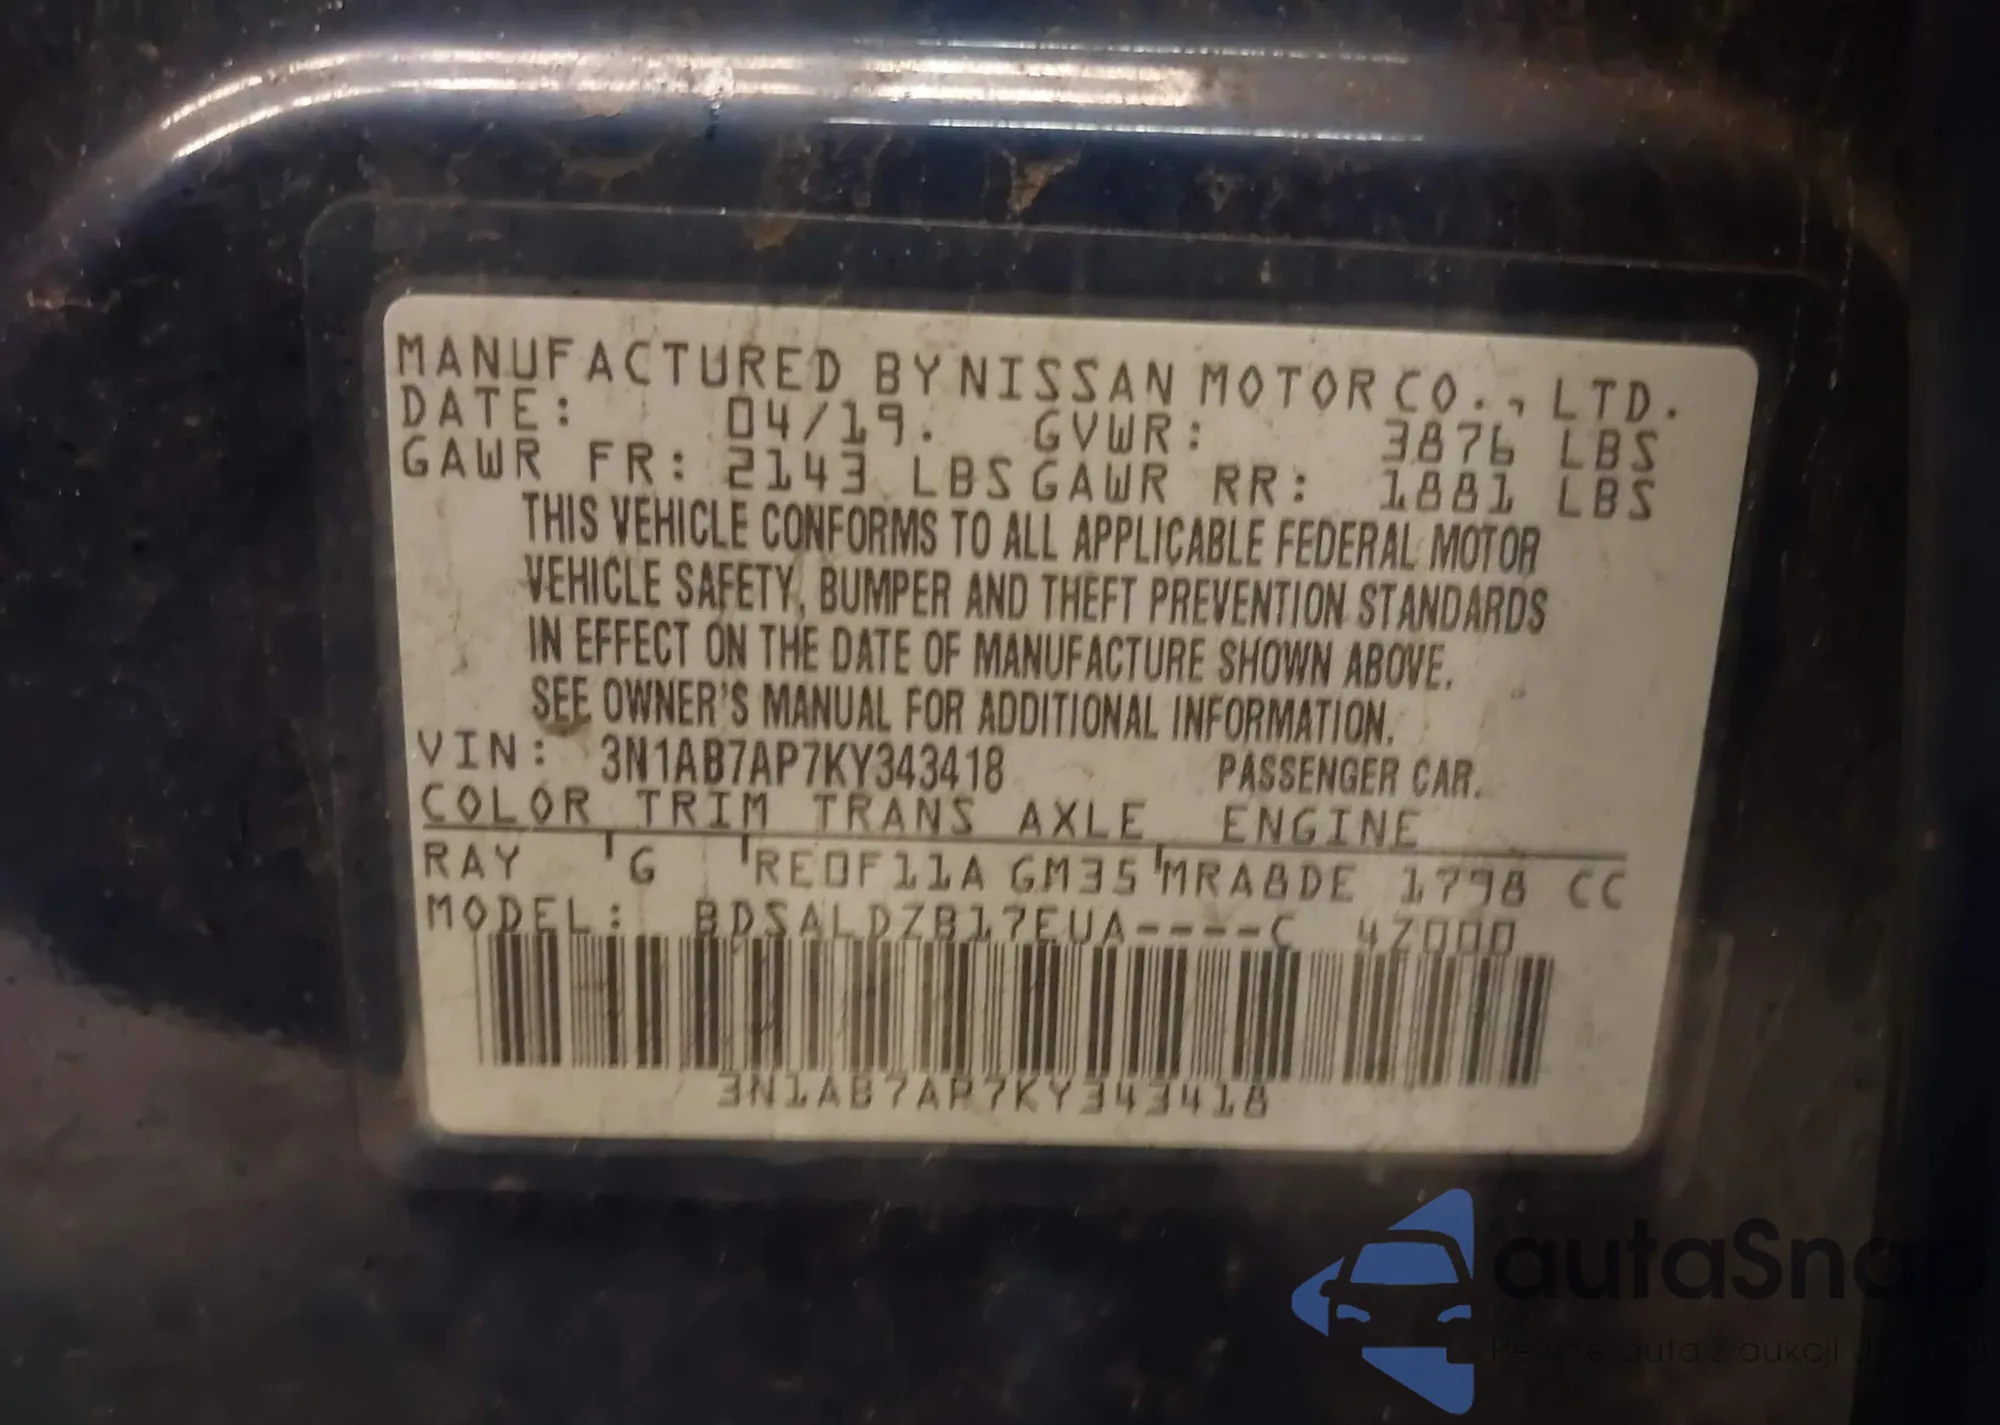 MANUFACTURED BY NISSAN MOTOR CO., LTD.
DATE: 04/19. GVWR: 3876 LBS
GAWR FR: 2143 LBS GAWR RR: 1881 LBS
THIS VEHICLE CONFORMS TO ALL APPLICABLE FEDERAL MOTOR
VEHICLE SAFETY, BUMPER AND THEFT PREVENTION STANDARDS
IN EFFECT ON THE DATE OF MANUFACTURE SHOWN ABOVE.
SEE OWNER'S MANUAL FOR ADDITIONAL INFORMATION.
VIN: 3N1AB7AP7KY343418 PASSENGER CAR.
COLOR TRIM TRANS AXLE ENGINE
RAY G RE0F11A GM35 MRA8DE 1798 CC
MODEL: BDSALDZB17EUA----C 4Z000
3N1AB7AP7KY343418
autaSnap
auto z aukcji